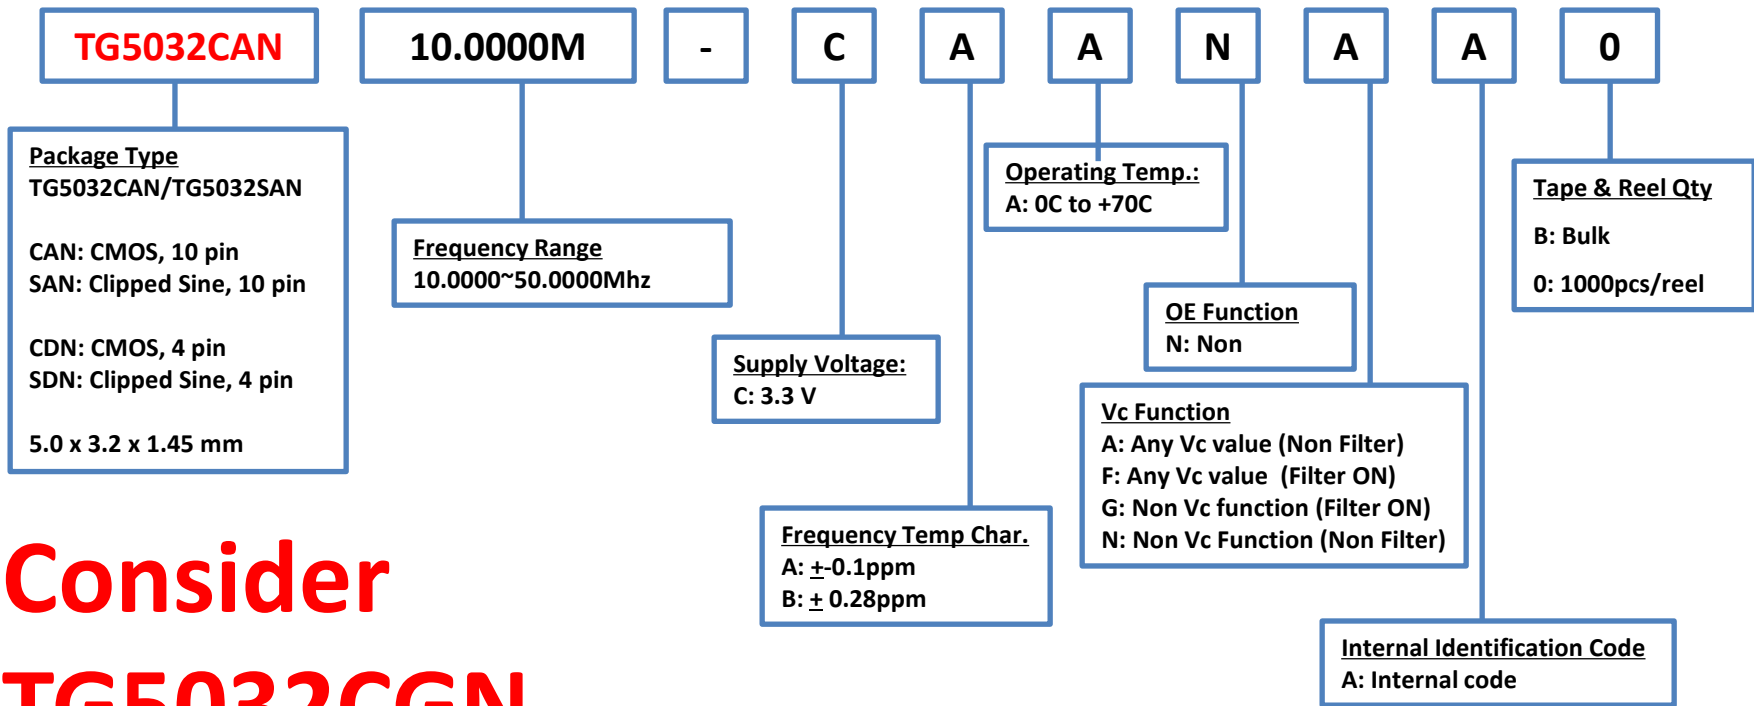 TG5032CAN 10.0000M - C A A N A A 0
Package Type
TG5032CAN/TG5032SAN
CAN: CMOS, 10 pin
SAN: Clipped Sine, 10 pin
CDN: CMOS, 4 pin
SDN: Clipped Sine, 4 pin
5.0 x 3.2 x 1.45 mm
Frequency Range
10.0000~50.0000Mhz
Supply Voltage:
C: 3.3 V
Frequency Temp Char.
A: +-0.1ppm
B: + 0.28ppm
Operating Temp.:
A: 0C to +70C
OE Function
N: Non
Vc Function
A: Any Vc value (Non Filter)
F: Any Vc value (Filter ON)
G: Non Vc function (Filter ON)
N: Non Vc Function (Non Filter)
Internal Identification Code
A: Internal code
Tape & Reel Qty
B: Bulk
0: 1000pcs/reel
Consider
TG5032CGN